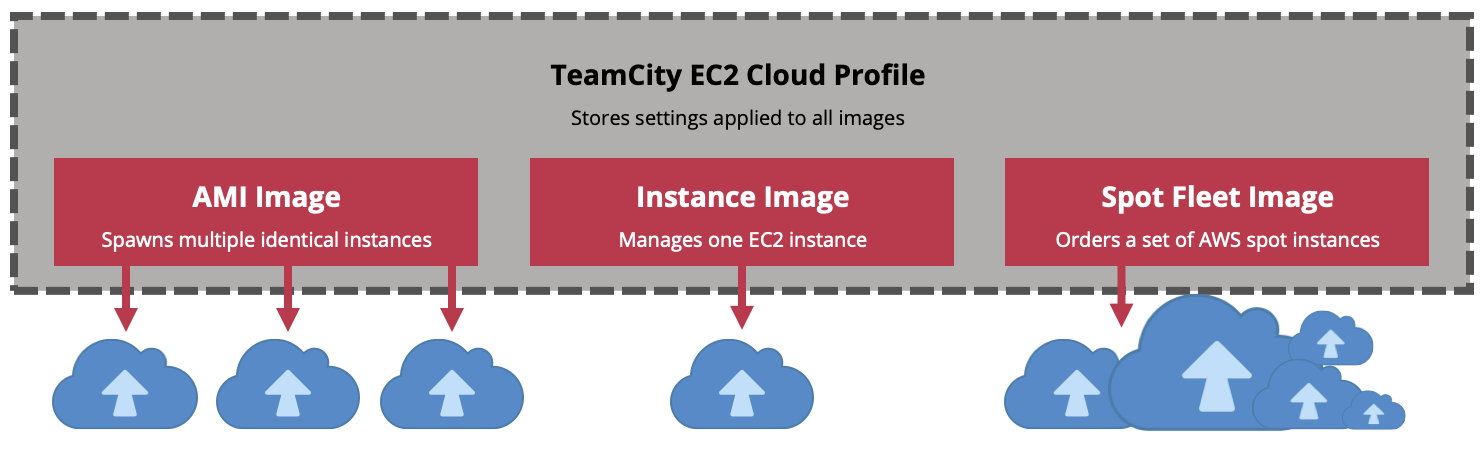 TeamCity EC2 Cloud Profile
Stores settings applied to all images
AMI Image
Spawns multiple identical instances
Instance Image
Manages one EC2 instance
Spot Fleet Image
Orders a set of AWS spot instances